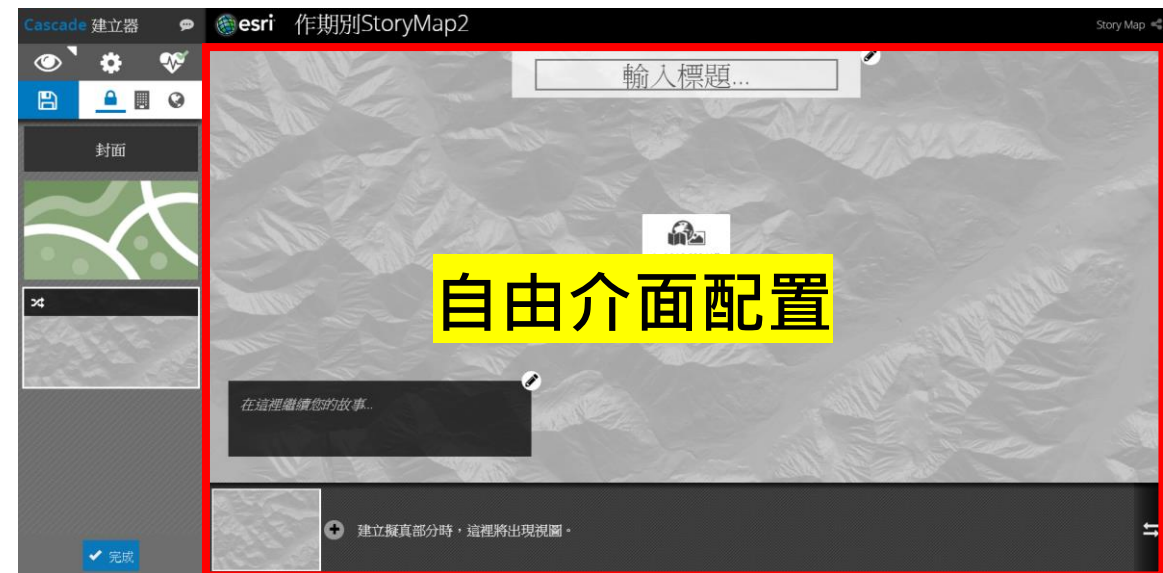 Cascade 建立器
esri 作期別StoryMap2
Story Map
輸入標題...
封面
自由介面配置
在這裡繼續您的故事...
建立擬真部分時，這裡將出現視圖。
完成